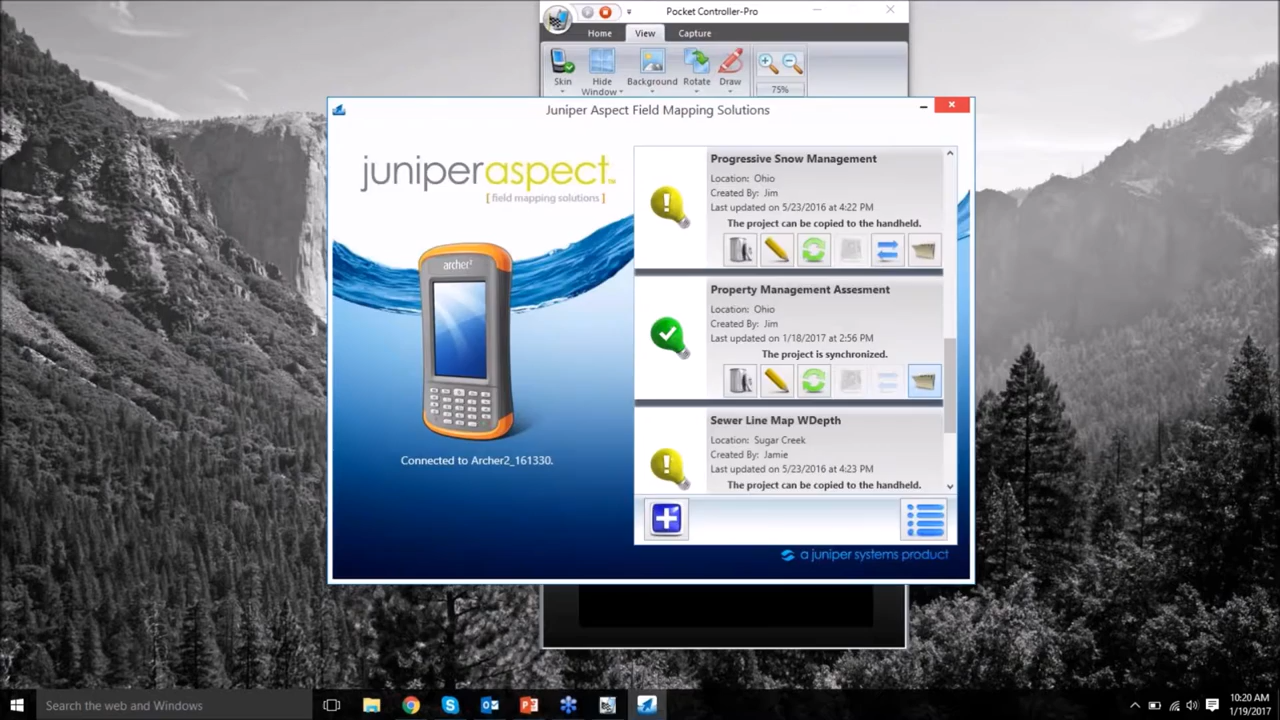 Pocket Controller-Pro
Home View Capture
Skin Hide Window Background Rotate Draw
75%
Juniper Aspect Field Mapping Solutions
juniperaspect
[ field mapping solutions ]
archer²
Connected to Archer2_161330.
Progressive Snow Management
Location: Ohio
Created By: Jim
Last updated on 5/23/2016 at 4:22 PM
The project can be copied to the handheld.
Property Management Assesment
Location: Ohio
Created By: Jim
Last updated on 1/18/2017 at 2:56 PM
The project is synchronized.
Sewer Line Map WDepth
Location: Sugar Creek
Created By: Jamie
Last updated on 5/23/2016 at 4:23 PM
The project can be copied to the handheld.
a juniper systems product
Search the web and Windows
10:20 AM
1/19/2017